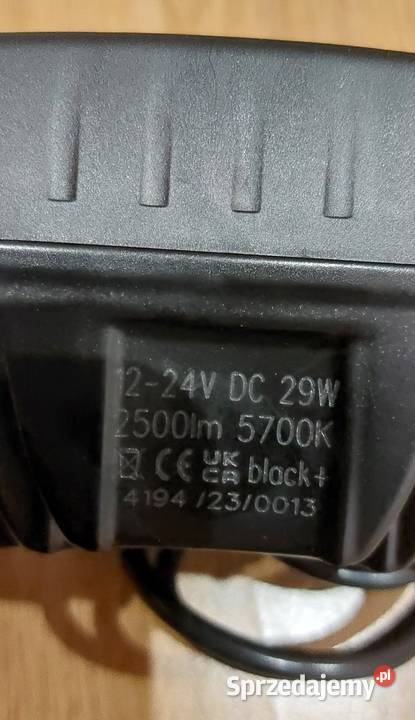 12-24V DC 29W
2500lm 5700K
CE UK CA black+
4194 /23/0013
Sprzedajemy.pl